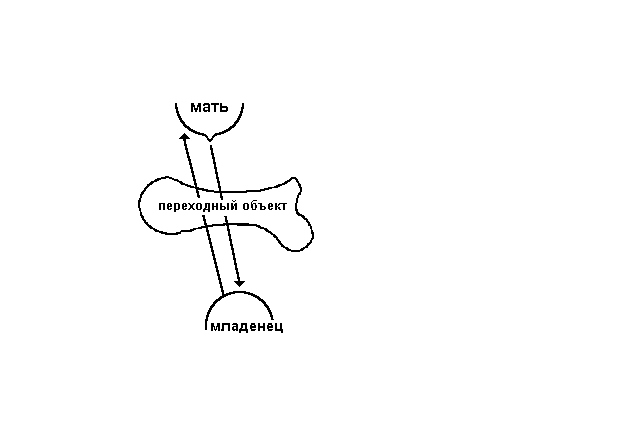 мать
переходный объект
младенец